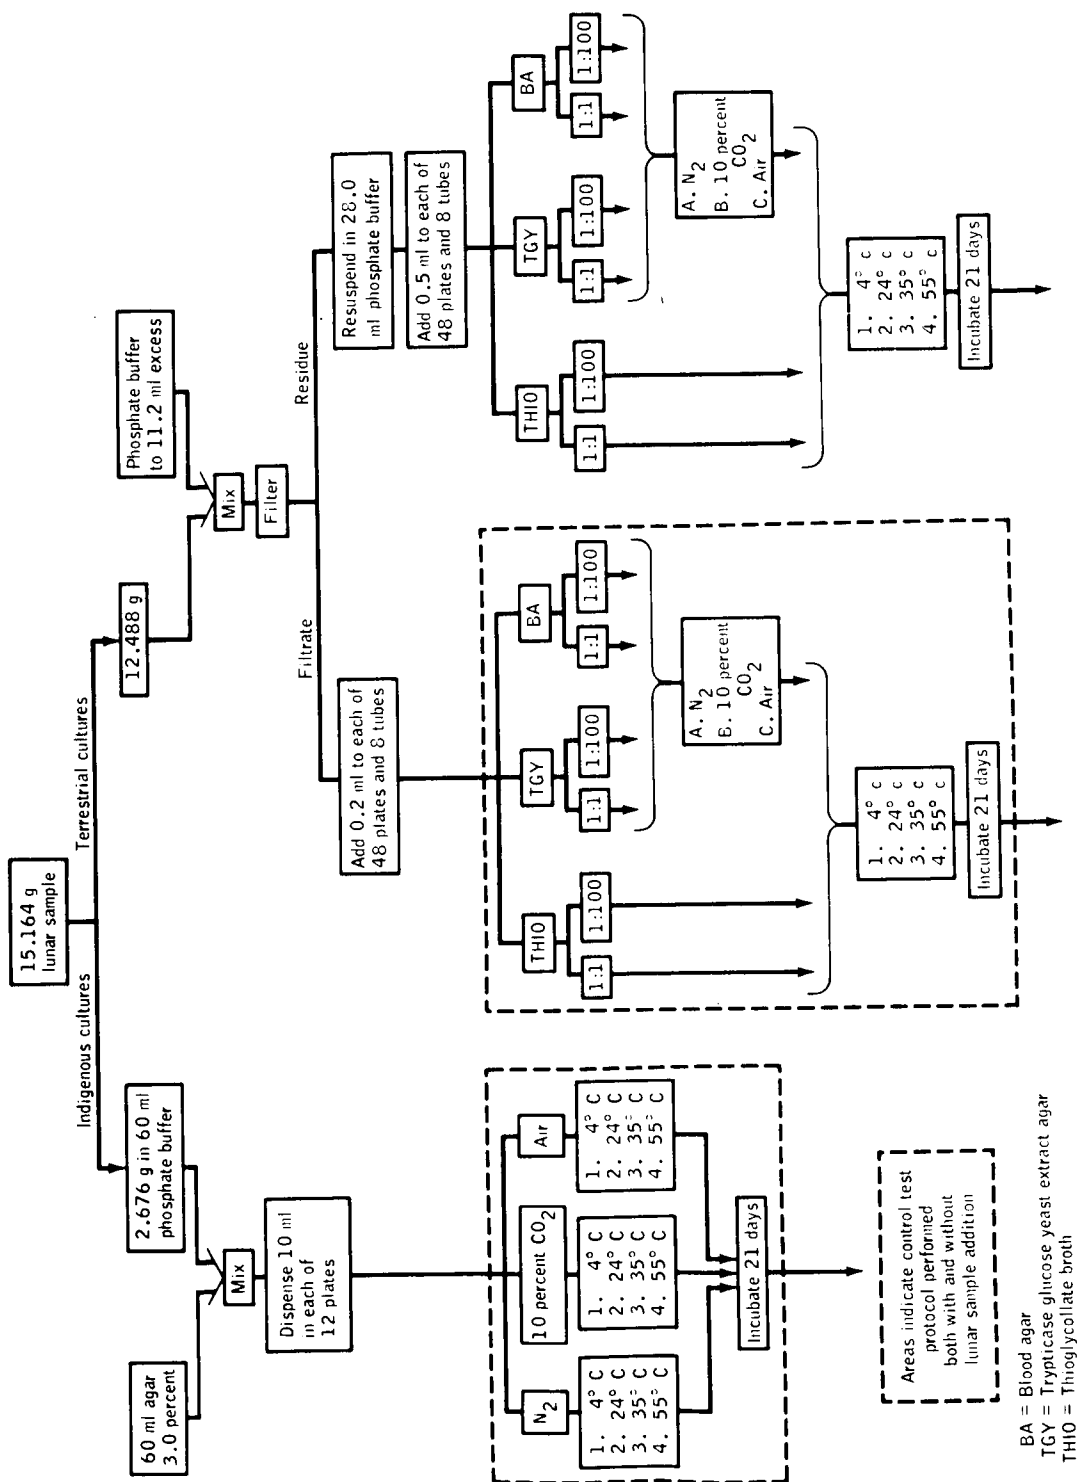 15.164 g
lunar sample
Indigenous cultures
Terrestrial cultures
60 ml agar
3.0 percent
2.676 g in 60 ml
phosphate buffer
Mix
Dispense 10 ml
in each of
12 plates
N2
10 percent CO2
Air
1. 4° C
2. 24° C
3. 35° C
4. 55° C
1. 4° C
2. 24° C
3. 35° C
4. 55° C
1. 4° C
2. 24° C
3. 35° C
4. 55° C
Incubate 21 days
12.488 g
Phosphate buffer
to 11.2 ml excess
Mix
Filter
Filtrate
Residue
Add 0.2 ml to each of
48 plates and 8 tubes
THIO
TGY
BA
1:1
1:100
1:1
1:100
1:1
1:100
A. N2
B. 10 percent
CO2
C. Air
1. 4° c
2. 24° c
3. 35° c
4. 55° c
Incubate 21 days
Resuspend in 28.0
ml phosphate buffer
Add 0.5 ml to each of
48 plates and 8 tubes
THIO
TGY
BA
1:1
1:100
1:1
1:100
1:1
1:100
A. N2
B. 10 percent
CO2
C. Air
1. 4° c
2. 24° c
3. 35° c
4. 55° c
Incubate 21 days
Areas indicate control test
protocol performed
both with and without
lunar sample addition
BA = Blood agar
TGY = Trypticase glucose yeast extract agar
THIO = Thioglycollate broth